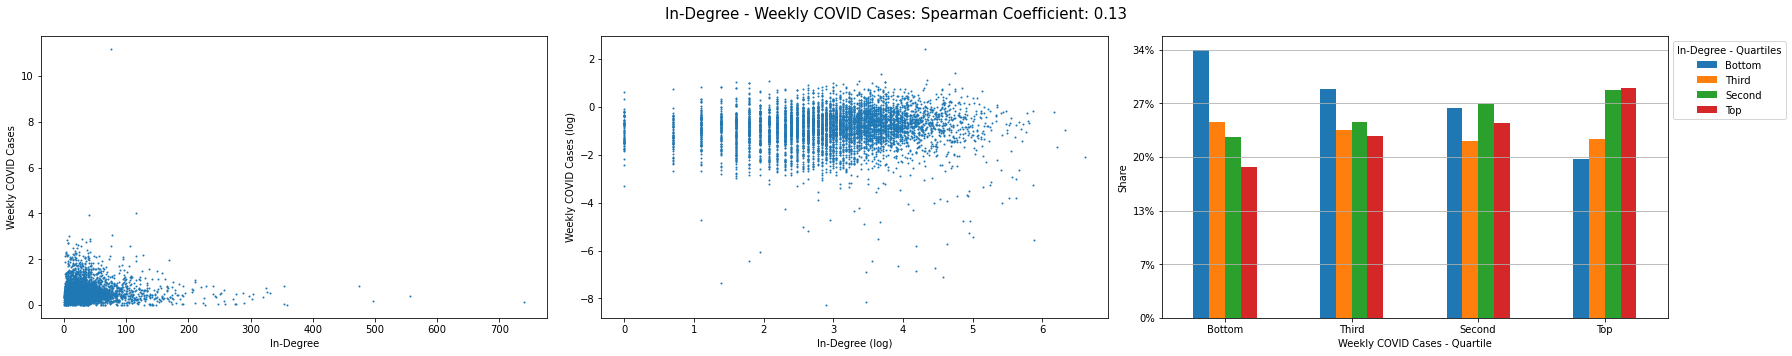 In-Degree - Weekly COVID Cases: Spearman Coefficient: 0.13
Weekly COVID Cases
10
8
6
4
2
0
0 100 200 300 400 500 600 700
In-Degree
Weekly COVID Cases (log)
2
0
−2
−4
−6
−8
0 1 2 3 4 5 6
In-Degree (log)
Share
34%
27%
20%
13%
7%
0%
Bottom Third Second Top
Weekly COVID Cases - Quartile
In-Degree - Quartiles
Bottom
Third
Second
Top